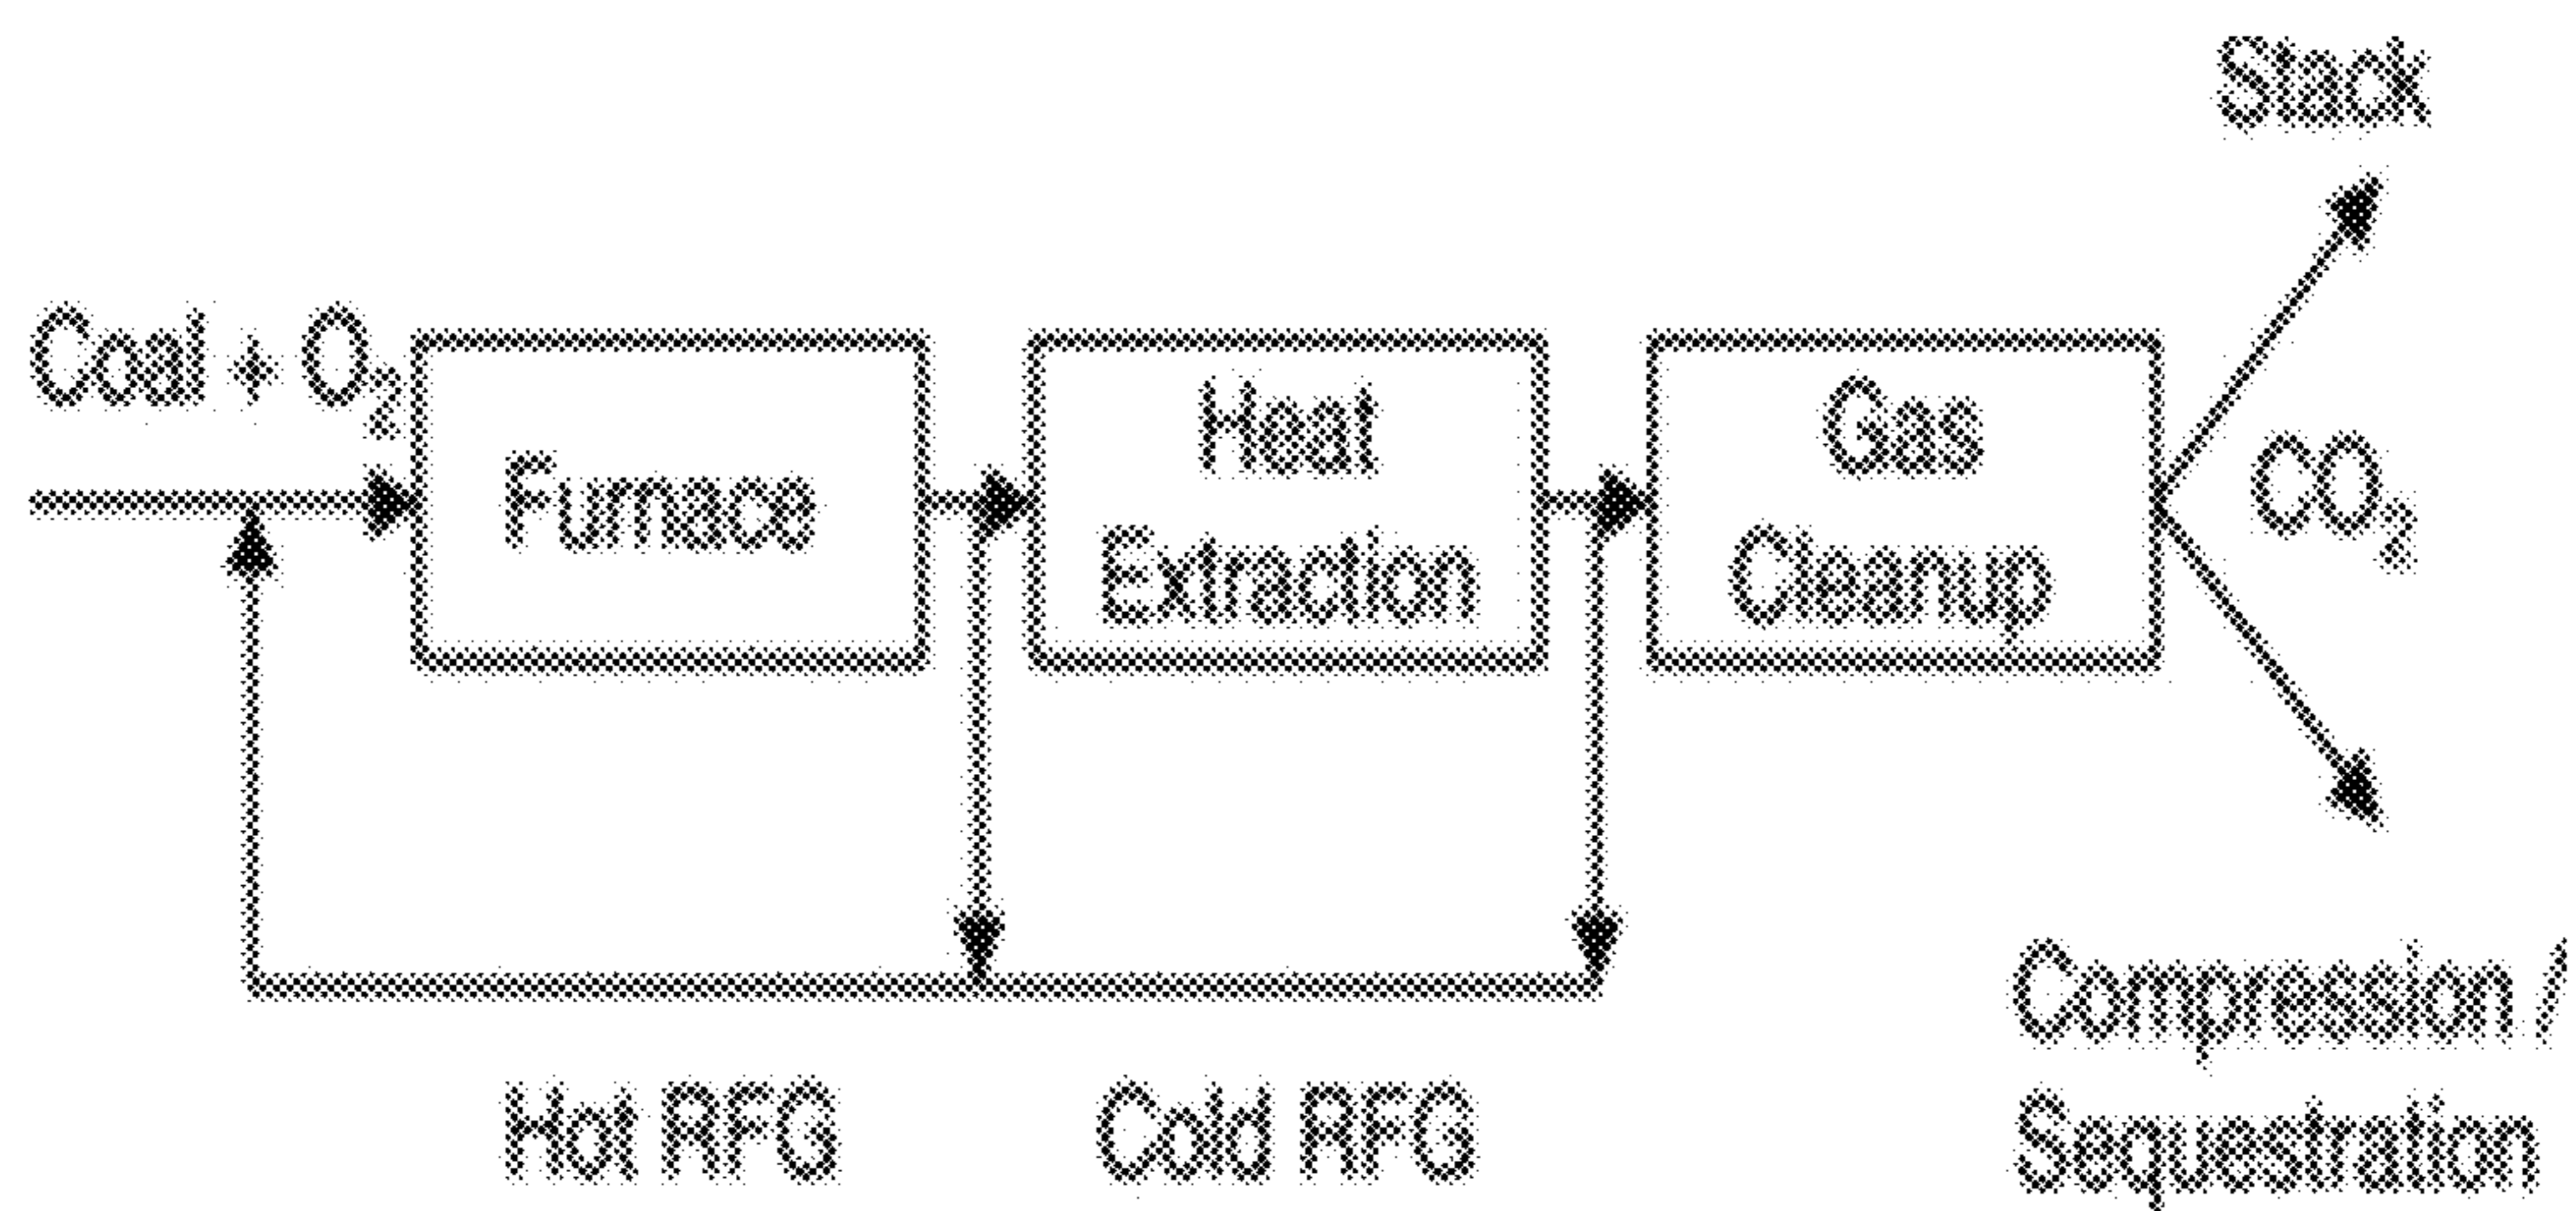 Stack
Coal + O₂
Furnace
Heat
Extraction
Gas
Cleanup
CO₂
Compression /
Sequestration
Hot RFG
Cold RFG